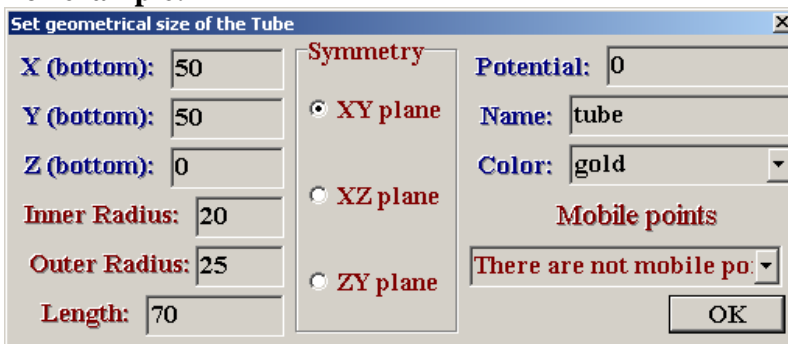 Set geometrical size of the Tube
X (bottom): 50
Y (bottom): 50
Z (bottom): 0
Inner Radius: 20
Outer Radius: 25
Length: 70
Symmetry
XY plane
XZ plane
ZY plane
Potential: 0
Name: tube
Color: gold
Mobile points
There are not mobile po
OK